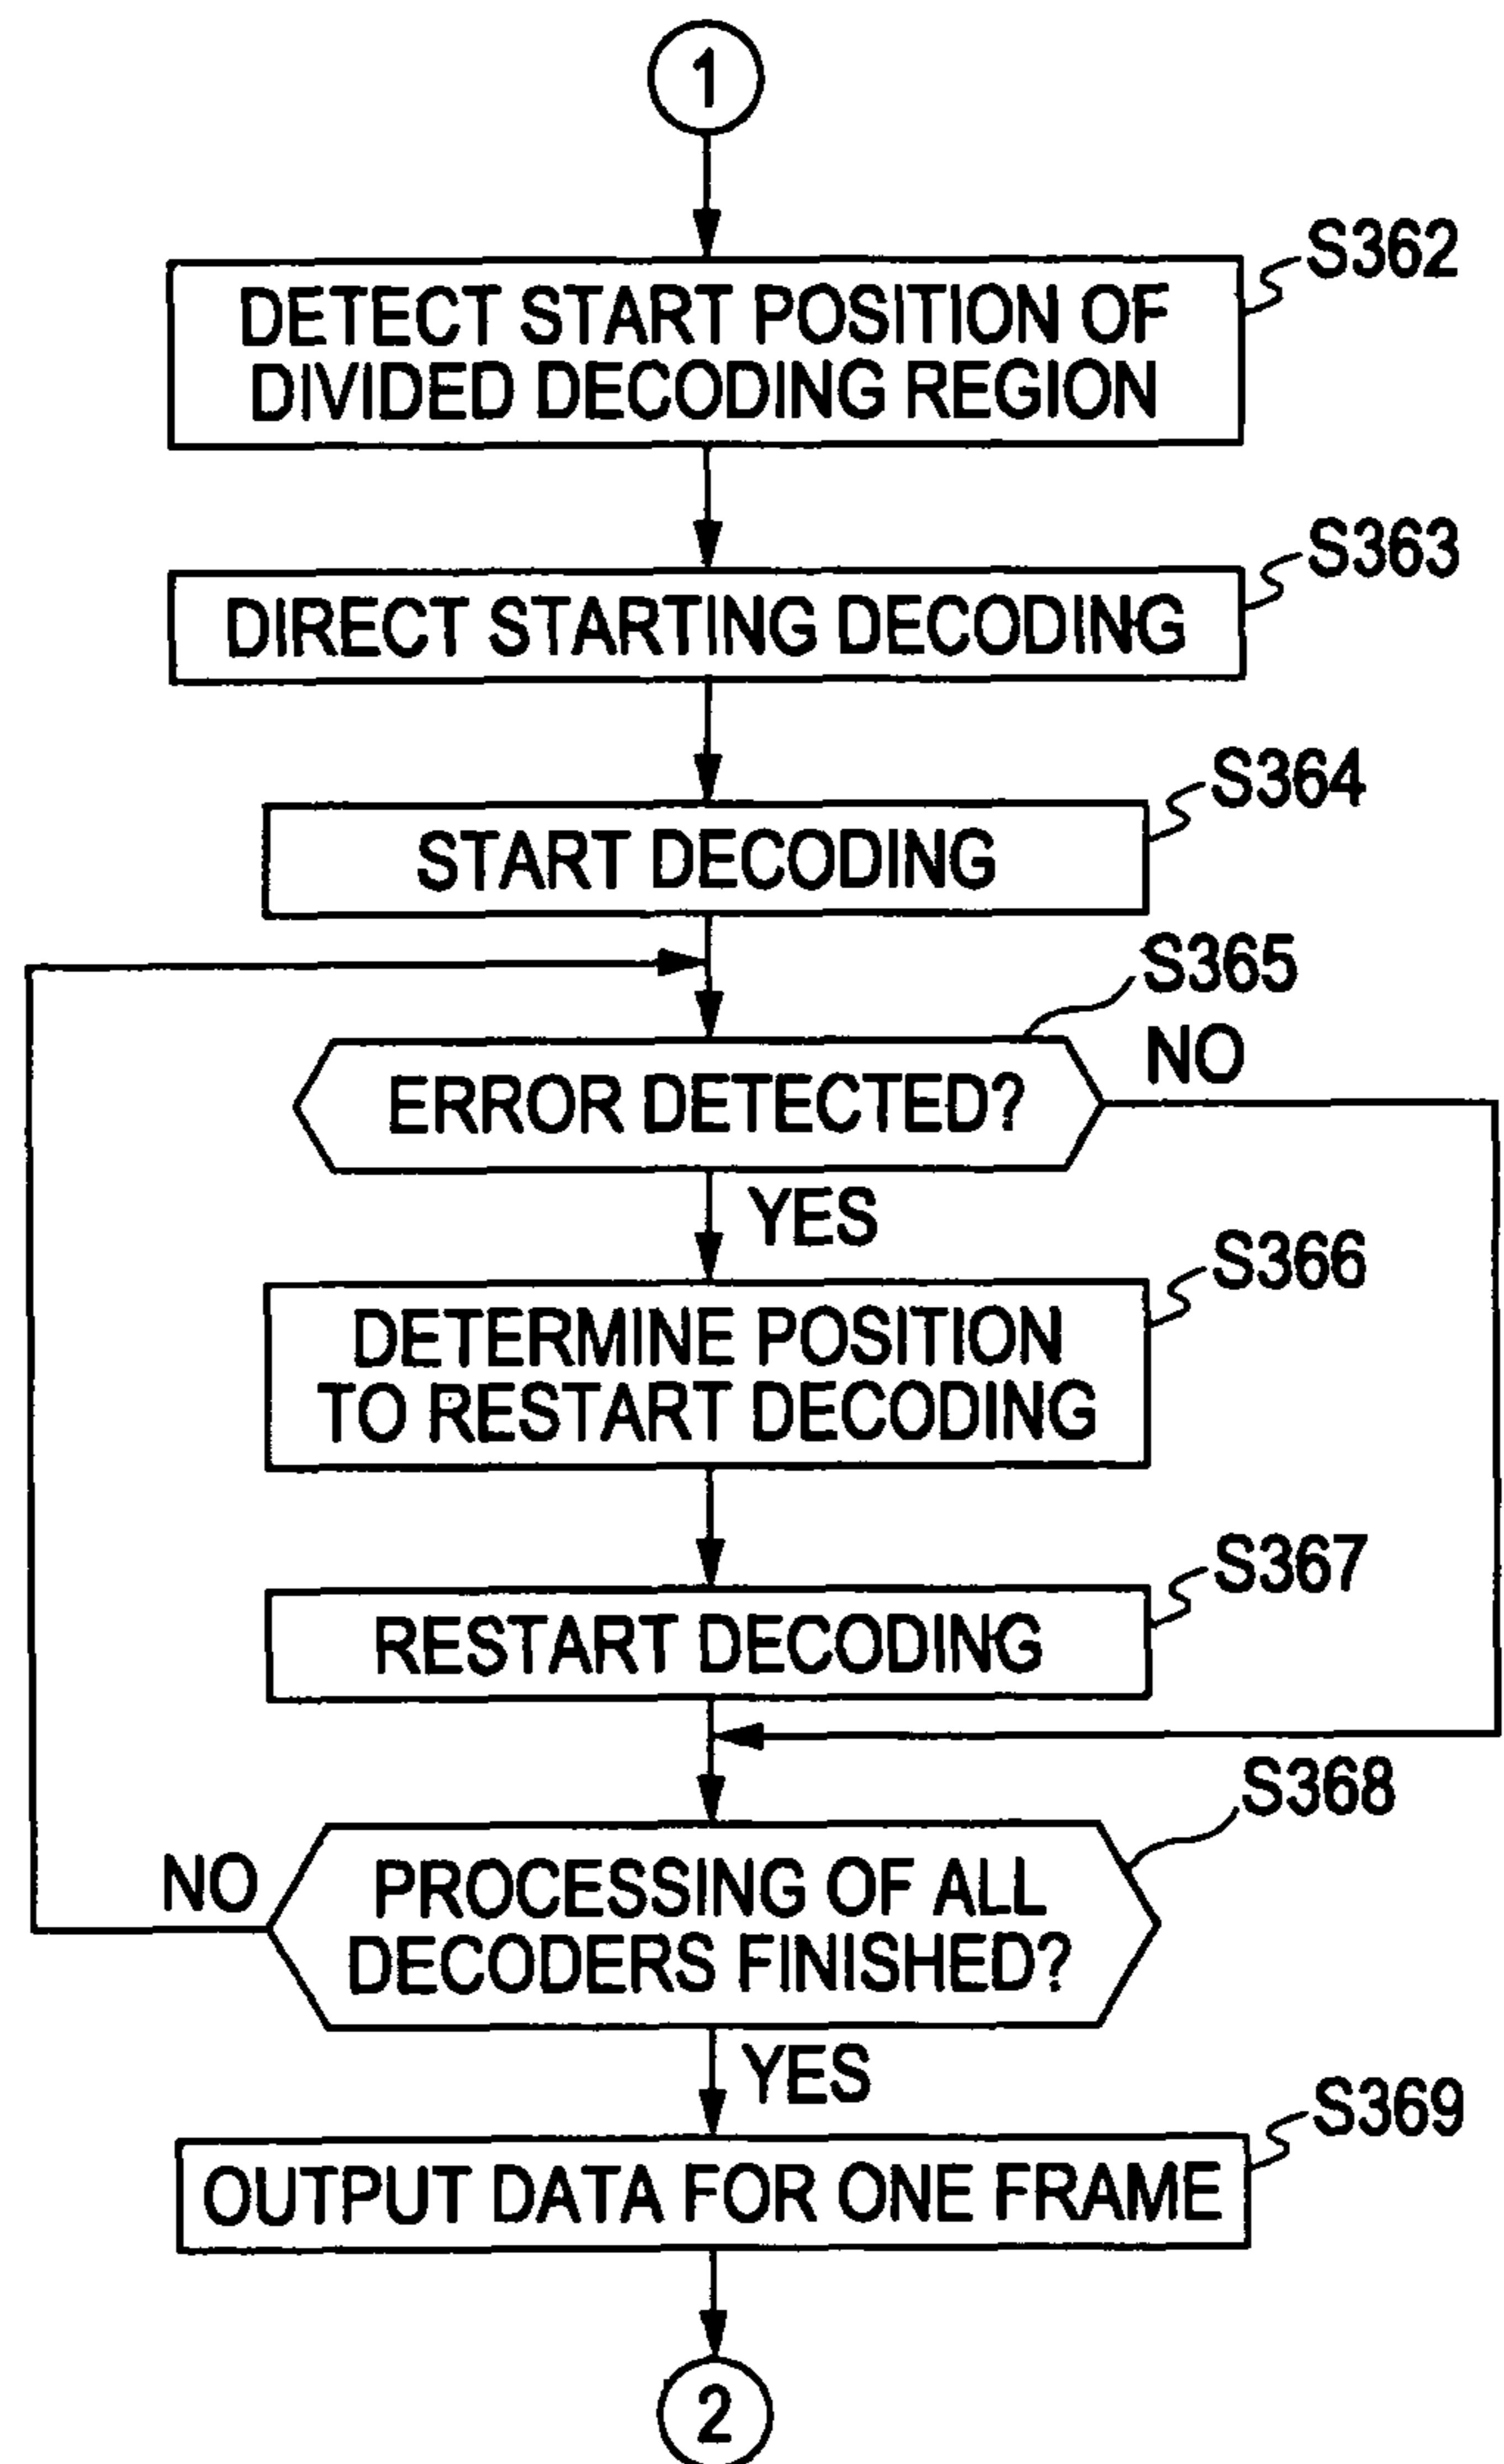 1
S362
DETECT START POSITION OF
DIVIDED DECODING REGION
S363
DIRECT STARTING DECODING
S364
START DECODING
S365
NO
ERROR DETECTED?
YES
S366
DETERMINE POSITION
TO RESTART DECODING
S367
RESTART DECODING
S368
NO
PROCESSING OF ALL
DECODERS FINISHED?
YES
S369
OUTPUT DATA FOR ONE FRAME
2